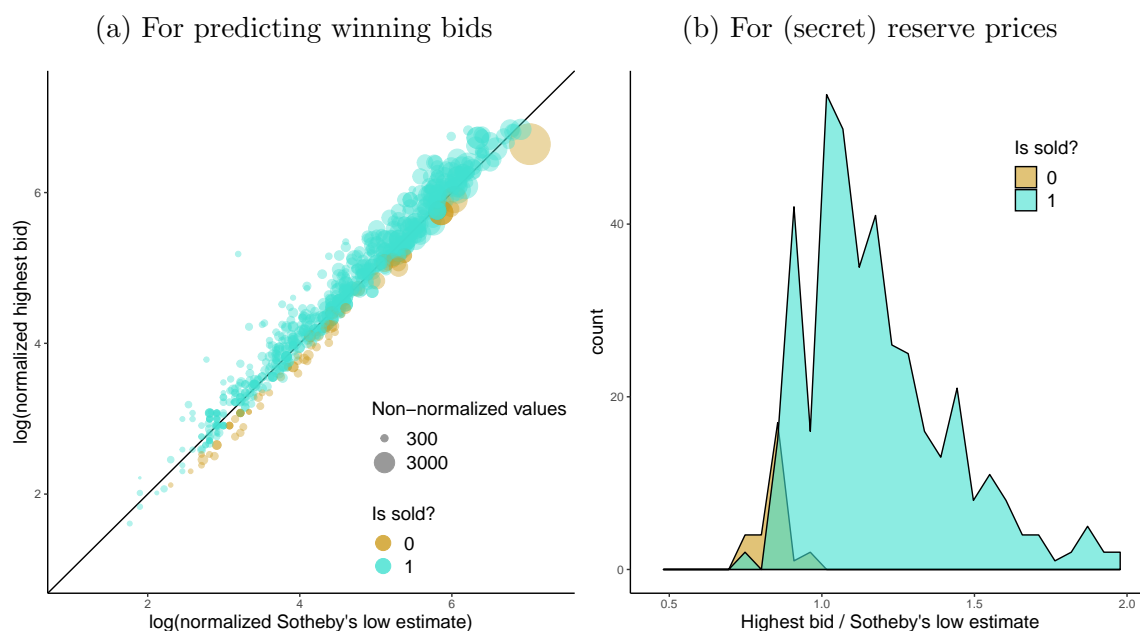 (a) For predicting winning bids
log(normalized highest bid)
6
4
2
2
4
6
log(normalized Sotheby's low estimate)
Non−normalized values
300
3000
Is sold?
0
1
(b) For (secret) reserve prices
count
40
20
0
0.5
1.0
1.5
2.0
Highest bid / Sotheby's low estimate
Is sold?
0
1